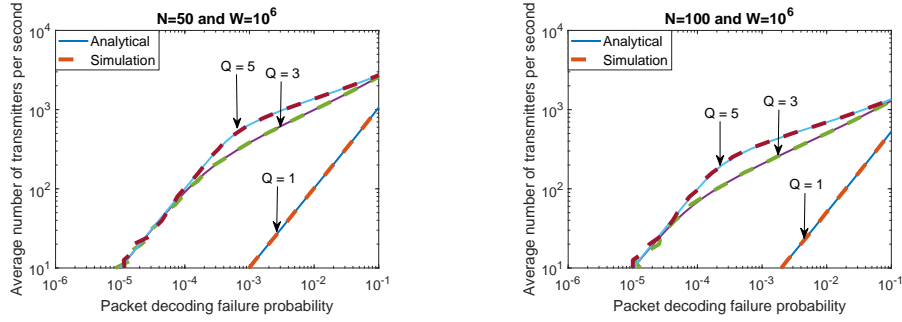 N=50 and W=10^6
Average number of transmitters per second
10^4
10^3
10^2
10^1
Analytical
Simulation
Q = 5
Q = 3
Q = 1
10^-6
10^-5
10^-4
10^-3
10^-2
10^-1
Packet decoding failure probability
N=100 and W=10^6
Average number of transmitters per second
10^4
10^3
10^2
10^1
Analytical
Simulation
Q = 5
Q = 3
Q = 1
10^-6
10^-5
10^-4
10^-3
10^-2
10^-1
Packet decoding failure probability